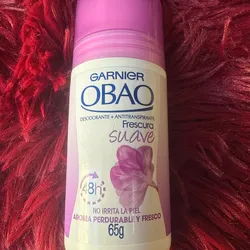 GARNIER
OBAO
DESODORANTE + ANTITRANSPIRANTE
Frescura
suave
48h
NO IRRITA LA PIEL
AROMA PERDURABLE Y FRESCO
65g